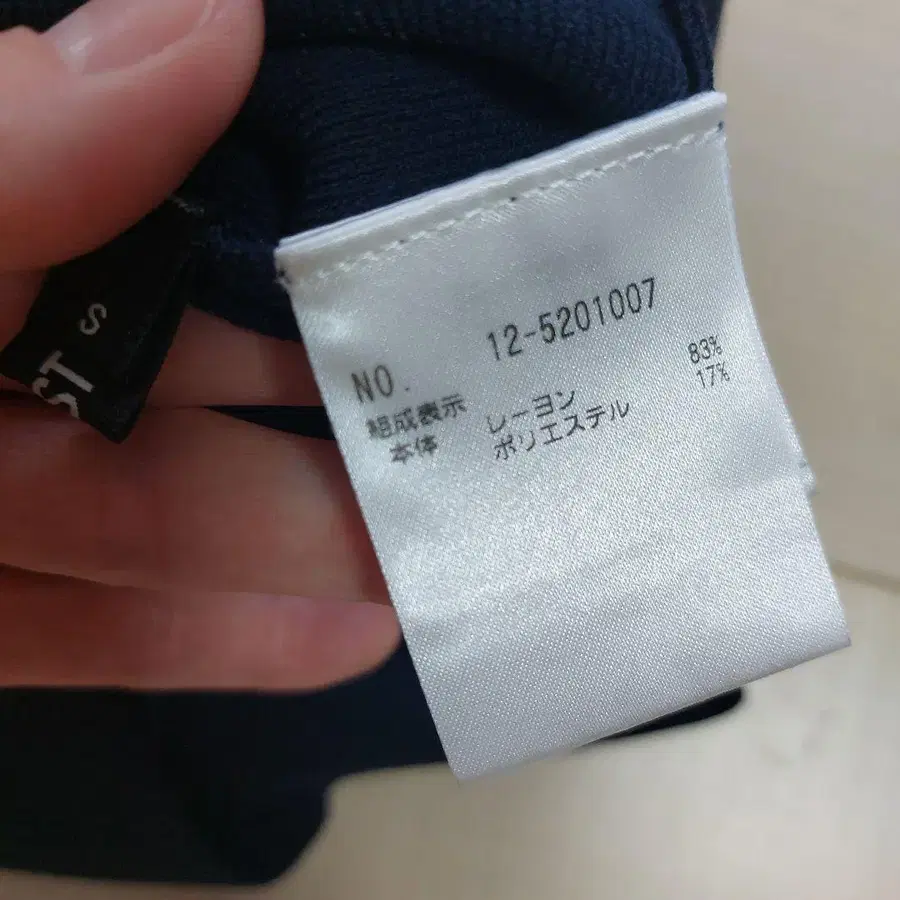 NO. 12-5201007
組成表示 レーヨン 83%
本体 ポリエステル 17%
S
ST